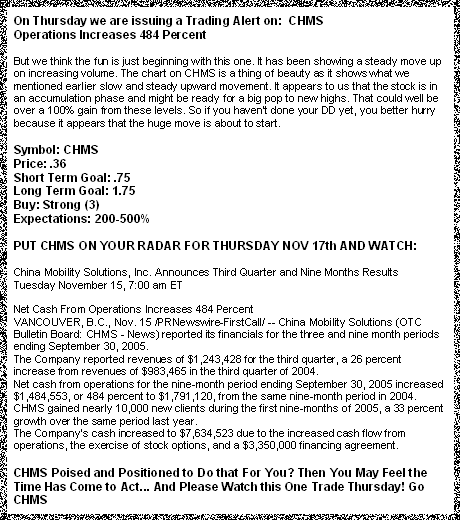 On Thursday we are issuing a Trading Alert on: CHMS
Operations Increases 484 Percent
But we think the fun is just beginning with this one. It has been showing a steady move up
on increasing volume. The chart on CHMS is a thing of beauty as it shows what we
mentioned earlier slow and steady upward movement. It appears to us that the stock is in
an accumulation phase and might be ready for a big pop to new highs. That could well be
over a 100% gain from these levels. So if you haven't done your DD yet, you better hurry
because it appears that the huge move is about to start.
Symbol: CHMS
Price: .36
Short Term Goal: .75
Long Term Goal: 1.75
Buy: Strong (3)
Expectations: 200-500%
PUT CHMS ON YOUR RADAR FOR THURSDAY NOV 17th AND WATCH:
China Mobility Solutions, Inc. Announces Third Quarter and Nine Months Results
Tuesday November 15, 7:00 am ET
Net Cash From Operations Increases 484 Percent
VANCOUVER, B.C., Nov. 15 /PRNewswire-FirstCall/ -- China Mobility Solutions (OTC
Bulletin Board: CHMS - News) reported its financials for the three and nine month periods
ending September 30, 2005.
The Company reported revenues of $1,243,428 for the third quarter, a 26 percent
increase from revenues of $983,465 in the third quarter of 2004.
Net cash from operations for the nine-month period ending September 30, 2005 increased
$1,484,553, or 484 percent to $1,791,120, from the same nine-month period in 2004.
CHMS gained nearly 10,000 new clients during the first nine-months of 2005, a 33 percent
growth over the same period last year.
The Company's cash increased to $7,634,523 due to the increased cash flow from
operations, the exercise of stock options, and a $3,350,000 financing agreement.
CHMS Poised and Positioned to Do that For You? Then You May Feel the
Time Has Come to Act... And Please Watch this One Trade Thursday! Go
CHMS